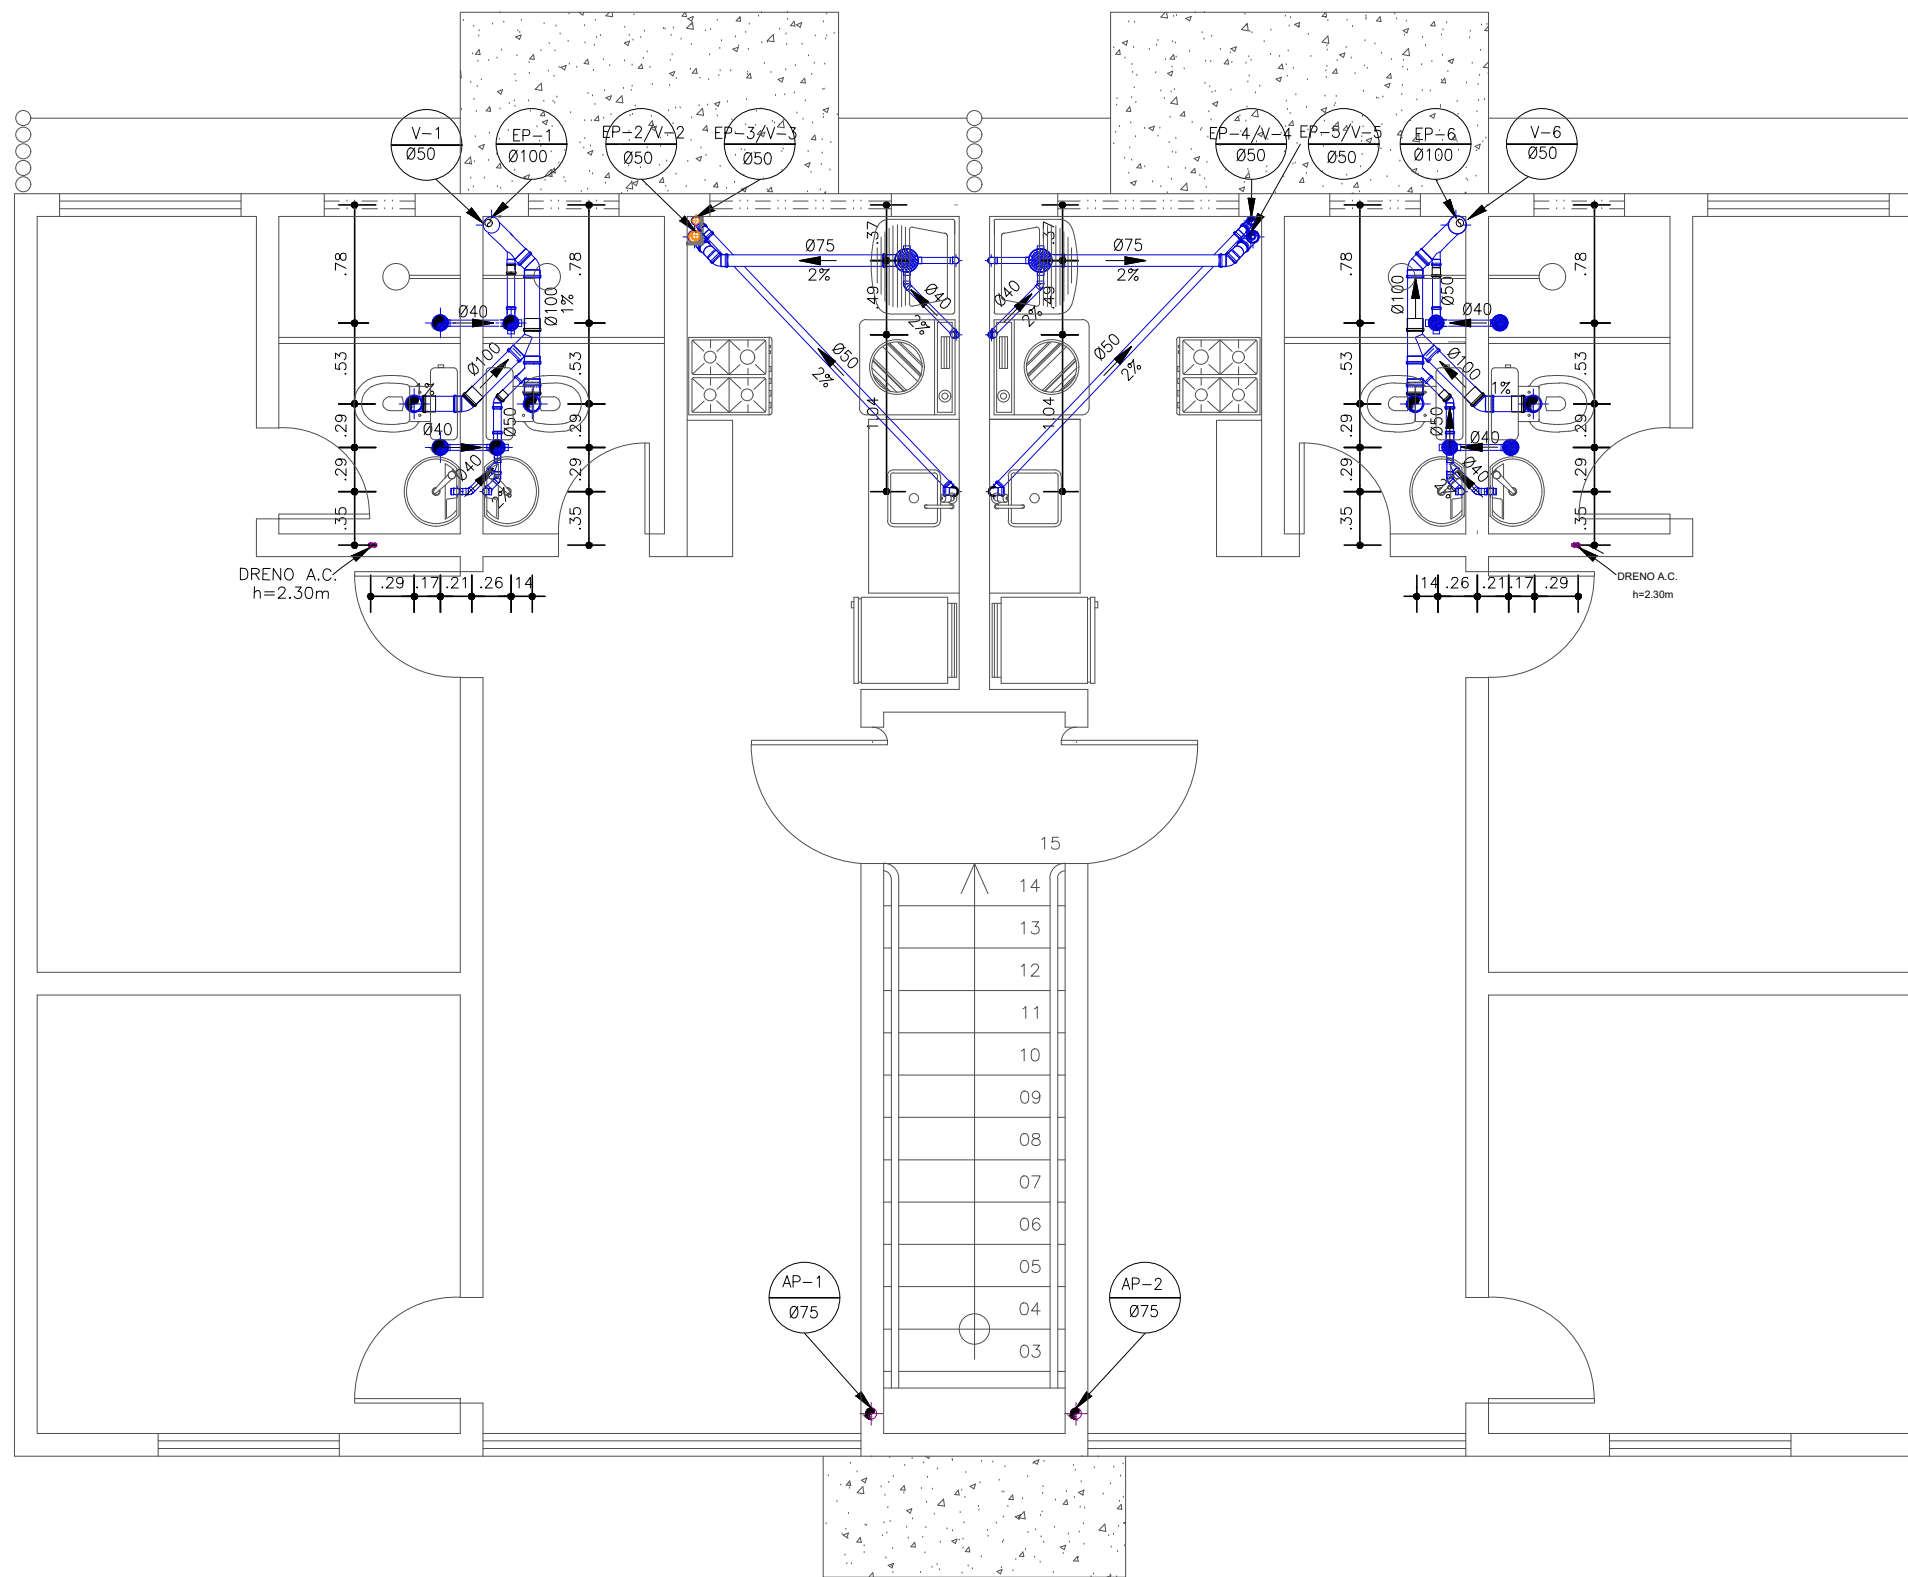 V-1
Ø50
EP-1
Ø100
EP-2/V-2
Ø50
EP-3/V-3
Ø50
EP-4/V-4
Ø50
EP-5/V-5
Ø50
EP-6
Ø100
V-6
Ø50
.78
.53
.29
.29
.35
.78
.53
.29
.29
.35
Ø40
Ø100
1%
Ø100
1%
Ø50
Ø40
Ø40
2%
DRENO A.C.
h=2.30m
.29
.17
.21
.26
14
Ø75
2%
.37
.49
1.04
Ø40
2%
Ø50
2%
Ø75
2%
.37
.49
1.04
Ø40
2%
Ø50
2%
.78
.53
.29
.29
.35
.78
.53
.29
.29
.35
Ø100
Ø50
Ø40
Ø100
1%
Ø50
Ø40
Ø40
2%
14
.26
.21
.17
.29
DRENO A.C.
h=2.30m
15
14
13
12
11
10
09
08
07
06
05
04
03
AP-1
Ø75
AP-2
Ø75